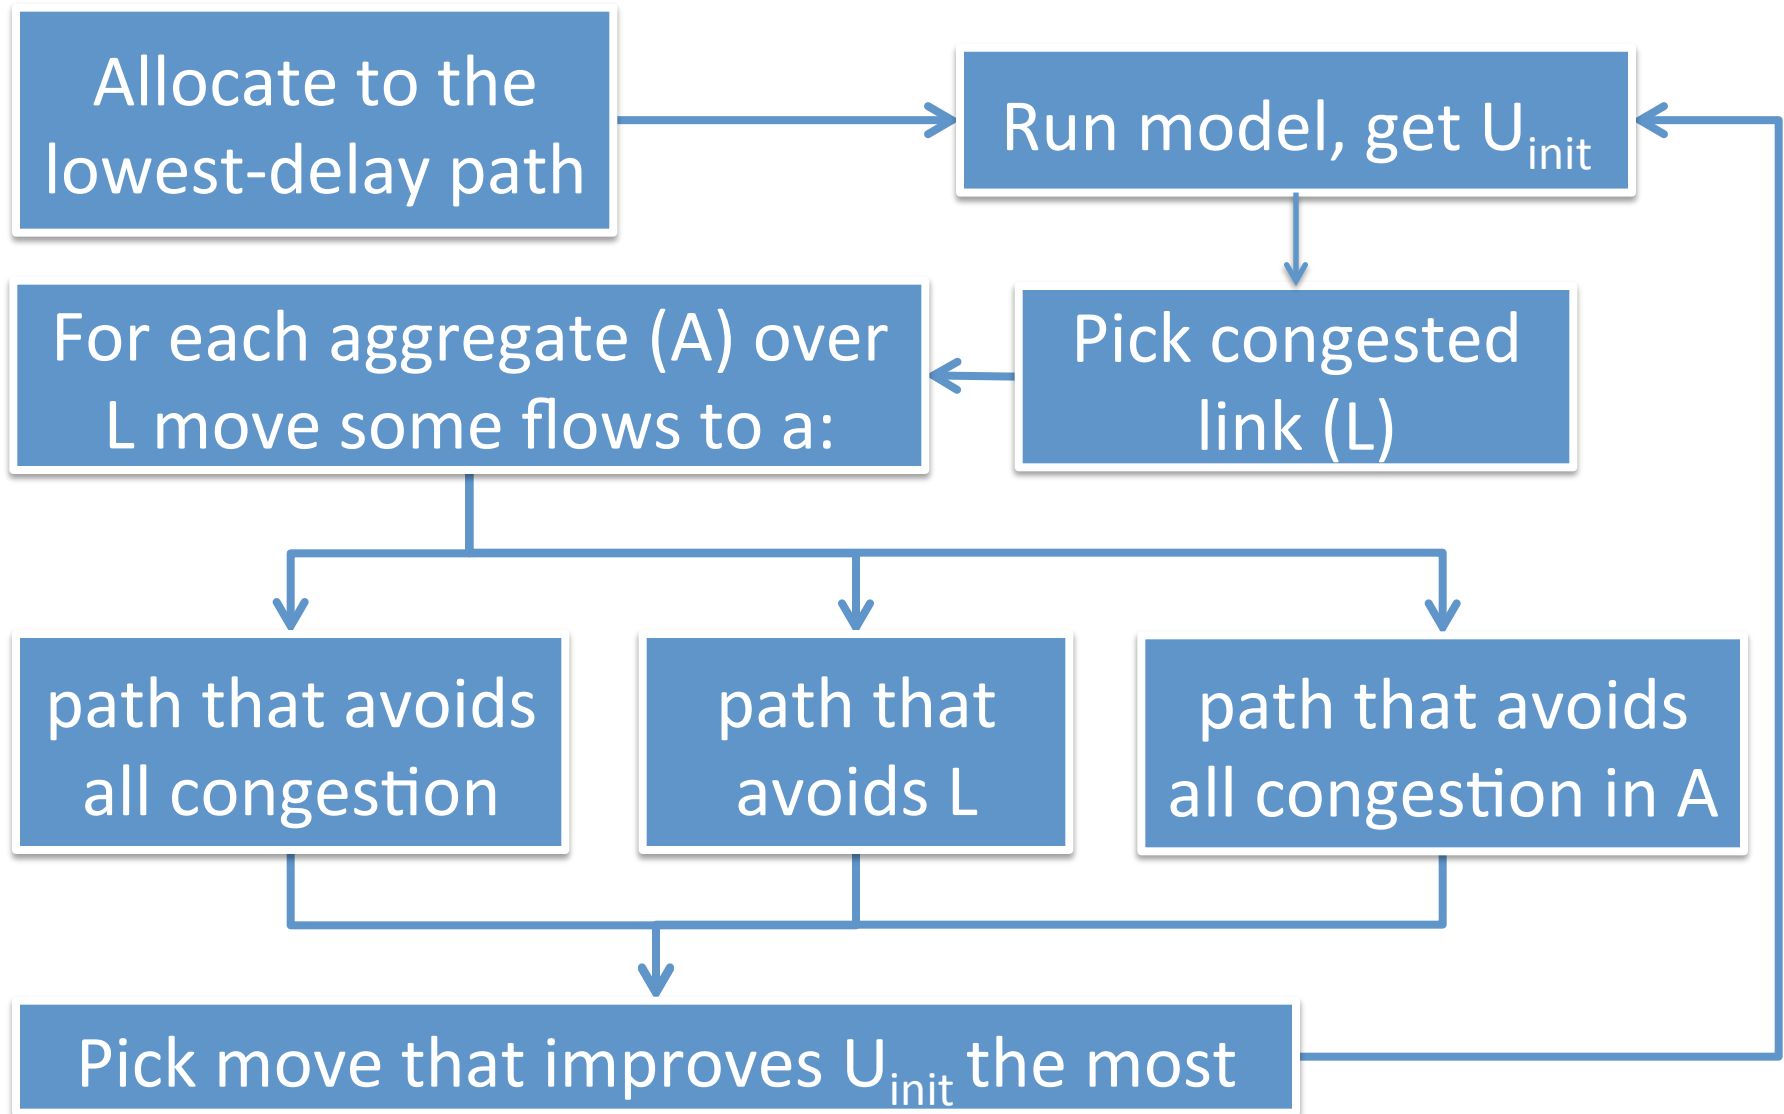 Allocate to the
lowest-delay path
Run model, get Uinit
For each aggregate (A) over
L move some flows to a:
Pick congested
link (L)
path that avoids
all congestion
path that
avoids L
path that avoids
all congestion in A
Pick move that improves Uinit the most